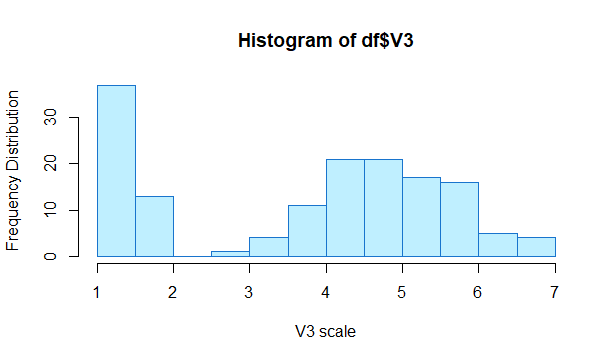 Histogram of df$V3
Frequency Distribution
30
20
10
0
1 2 3 4 5 6 7
V3 scale